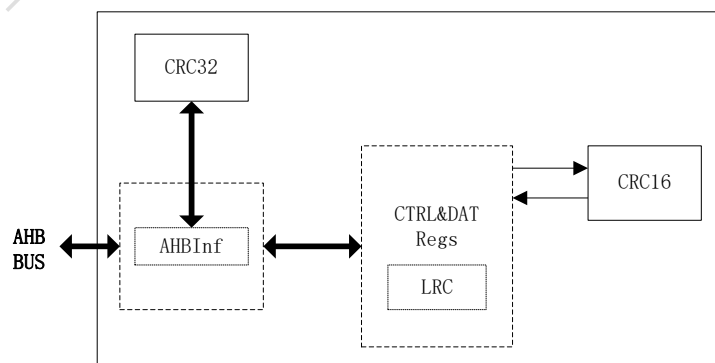 CRC32
CTRL&DAT
Regs
CRC16
AHB
BUS
AHBInf
LRC